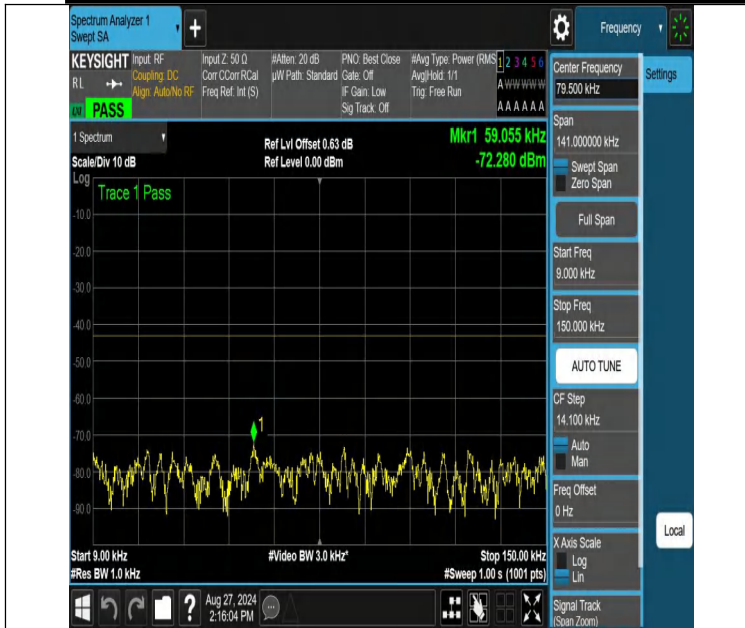 Spectrum Analyzer 1
Swept SA
+
Frequency
KEYSIGHT
RL
PASS
Input: RF
Coupling: DC
Align: Auto/No RF
Input Z: 50 Ω
Corr CCorr RCal
Freq Ref: Int (S)
#Atten: 20 dB
µW Path: Standard
PNO: Best Close
Gate: Off
IF Gain: Low
Sig Track: Off
#Avg Type: Power (RMS
Avg|Hold: 1/1
Trig: Free Run
1 2 3 4 5 6
A W W W W W
A A A A A A
1 Spectrum
Scale/Div 10 dB
Ref Lvl Offset 0.63 dB
Ref Level 0.00 dBm
Mkr1 59.055 kHz
-72.280 dBm
Log
Trace 1 Pass
-10.0
-20.0
-30.0
-40.0
-50.0
-60.0
-70.0
-80.0
-90.0
1
Start 9.00 kHz
#Res BW 1.0 kHz
#Video BW 3.0 kHz*
Stop 150.00 kHz
#Sweep 1.00 s (1001 pts)
Center Frequency
79.500 kHz
Settings
Span
141.000000 kHz
Swept Span
Zero Span
Full Span
Start Freq
9.000 kHz
Stop Freq
150.000 kHz
AUTO TUNE
CF Step
14.100 kHz
Auto
Man
Freq Offset
0 Hz
X Axis Scale
Log
Lin
Local
Signal Track
(Span Zoom)
?
Aug 27, 2024
2:16:04 PM